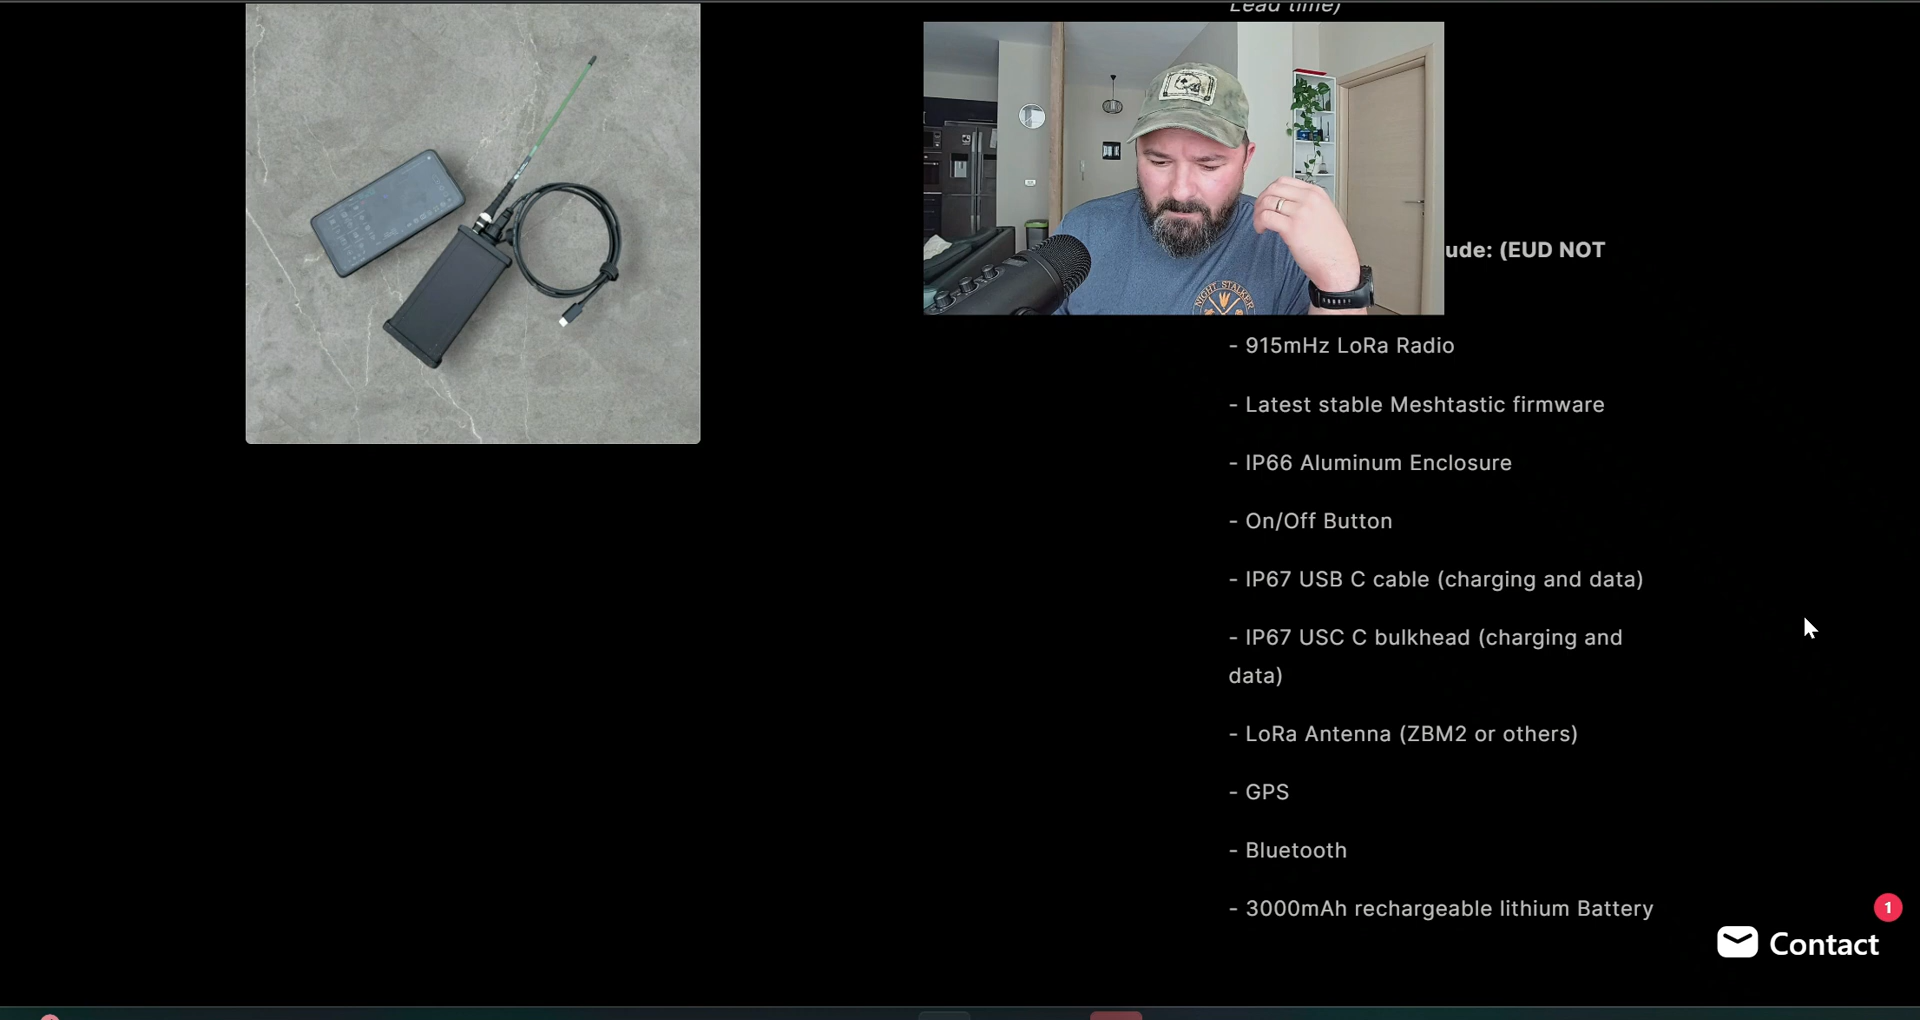 Lead time)
ude: (EUD NOT
NIGHT STALKER
- 915mHz LoRa Radio
- Latest stable Meshtastic firmware
- IP66 Aluminum Enclosure
- On/Off Button
- IP67 USB C cable (charging and data)
- IP67 USC C bulkhead (charging and
data)
- LoRa Antenna (ZBM2 or others)
- GPS
- Bluetooth
- 3000mAh rechargeable lithium Battery
1
Contact